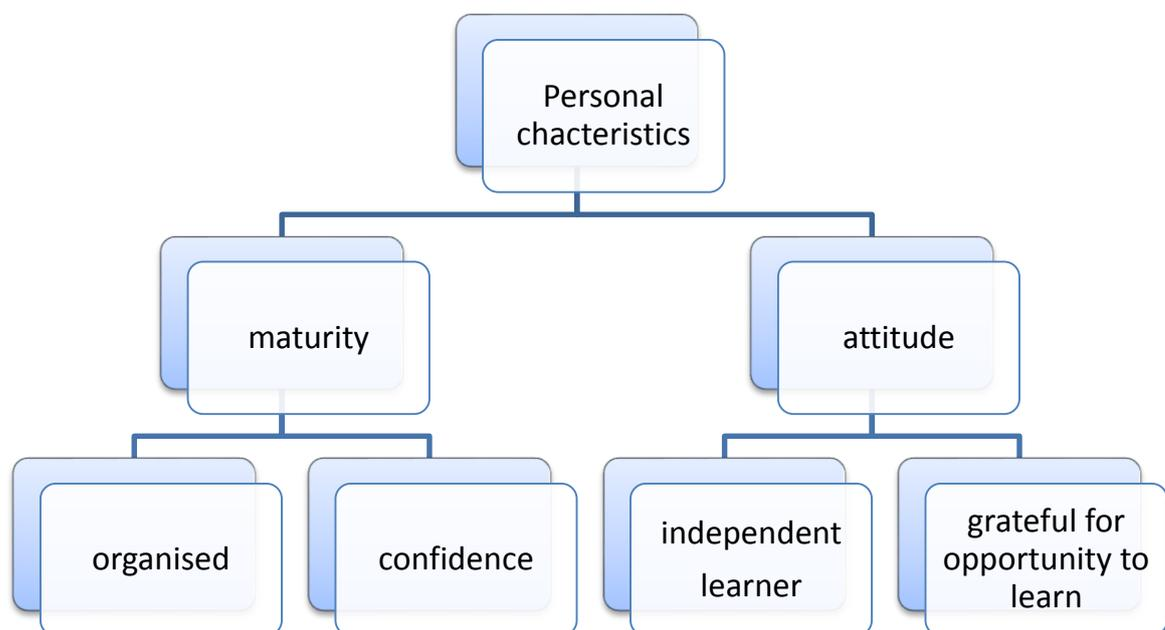 Personal
chacteristics
maturity
attitude
organised
confidence
independent
learner
grateful for
opportunity to
learn